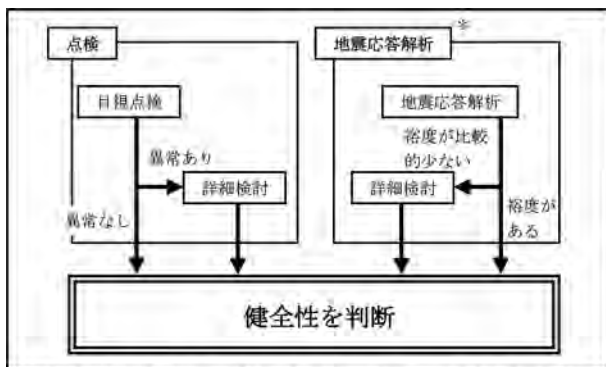 点検
目視点検
異常あり
詳細検討
異常なし
地震応答解析*
地震応答解析
裕度が比較
的少ない
詳細検討
裕度が
ある
健全性を判断